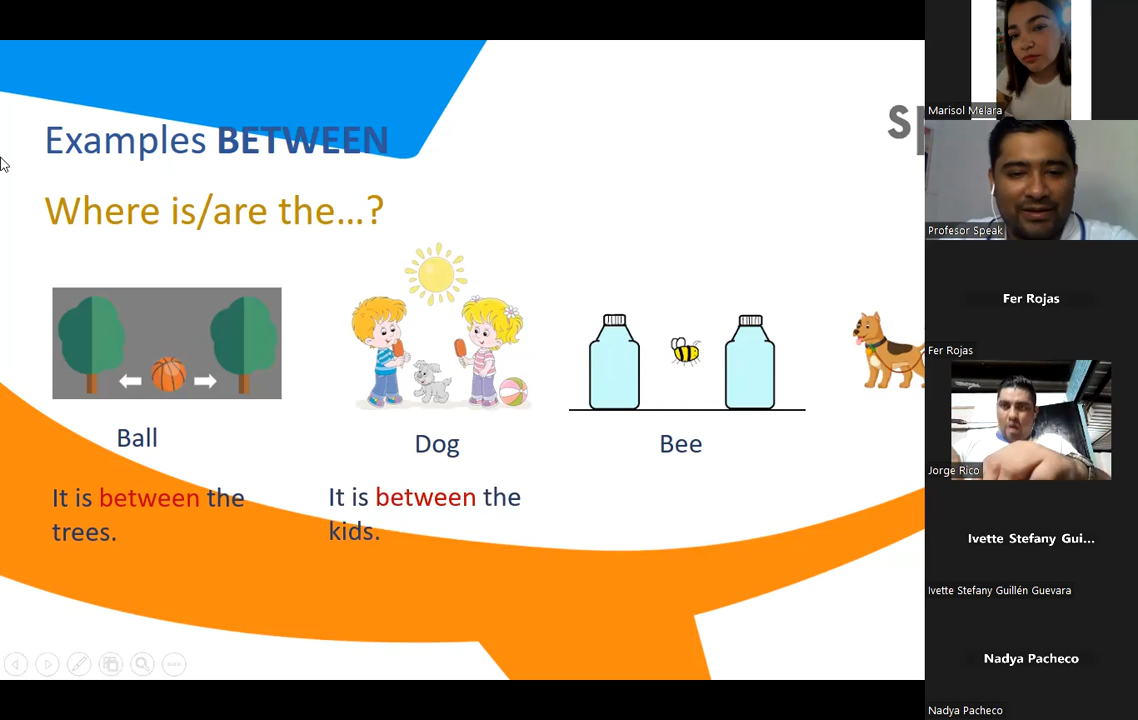 Examples BETWEEN
Where is/are the...?
Ball
Dog
Bee
It is between the
trees.
It is between the
kids.
Marisol Melara
Profesor Speak
Fer Rojas
Fer Rojas
Jorge Rico
Ivette Stefany Gui...
Ivette Stefany Guillén Guevara
Nadya Pacheco
Nadya Pacheco